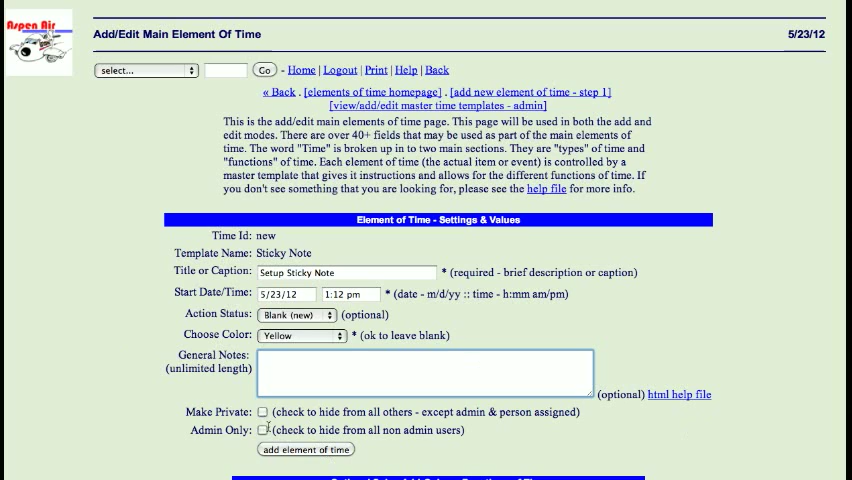 Aspen Air
Add/Edit Main Element Of Time
5/23/12
select... Go - Home | Logout | Print | Help | Back
« Back . [elements of time homepage] . [add new element of time - step 1]
[view/add/edit master time templates - admin]
This is the add/edit main elements of time page. This page will be used in both the add and
edit modes. There are over 40+ fields that may be used as part of the main elements of
time. The word "Time" is broken up in to two main sections. They are "types" of time and
"functions" of time. Each element of time (the actual item or event) is controlled by a
master template that gives it instructions and allows for the different functions of time. If
you don't see something that you are looking for, please see the help file for more info.
Element of Time - Settings & Values
Time Id: new
Template Name: Sticky Note
Title or Caption: Setup Sticky Note * (required - brief description or caption)
Start Date/Time: 5/23/12 1:12 pm * (date - m/d/yy :: time - h:mm am/pm)
Action Status: Blank (new) (optional)
Choose Color: Yellow * (ok to leave blank)
General Notes:
(unlimited length)
(optional) html help file
Make Private: (check to hide from all others - except admin & person assigned)
Admin Only: (check to hide from all non admin users)
add element of time